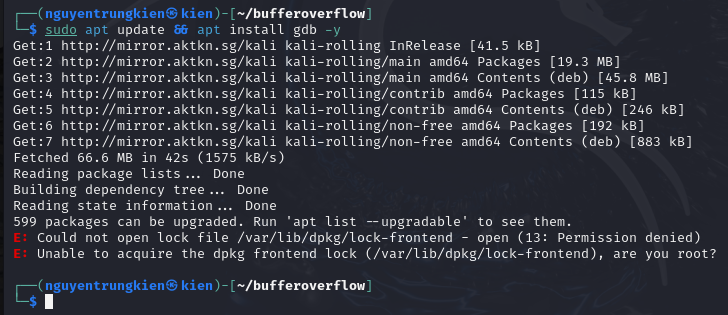 ┌──(nguyentrungkien㉿kien)-[~/bufferoverflow]
└─$ sudo apt update && apt install gdb -y
Get:1 http://mirror.aktkn.sg/kali kali-rolling InRelease [41.5 kB]
Get:2 http://mirror.aktkn.sg/kali kali-rolling/main amd64 Packages [19.3 MB]
Get:3 http://mirror.aktkn.sg/kali kali-rolling/main amd64 Contents (deb) [45.8 MB]
Get:4 http://mirror.aktkn.sg/kali kali-rolling/contrib amd64 Packages [115 kB]
Get:5 http://mirror.aktkn.sg/kali kali-rolling/contrib amd64 Contents (deb) [246 kB]
Get:6 http://mirror.aktkn.sg/kali kali-rolling/non-free amd64 Packages [192 kB]
Get:7 http://mirror.aktkn.sg/kali kali-rolling/non-free amd64 Contents (deb) [883 kB]
Fetched 66.6 MB in 42s (1575 kB/s)
Reading package lists... Done
Building dependency tree... Done
Reading state information... Done
599 packages can be upgraded. Run 'apt list --upgradable' to see them.
E: Could not open lock file /var/lib/dpkg/lock-frontend - open (13: Permission denied)
E: Unable to acquire the dpkg frontend lock (/var/lib/dpkg/lock-frontend), are you root?
┌──(nguyentrungkien㉿kien)-[~/bufferoverflow]
└─$